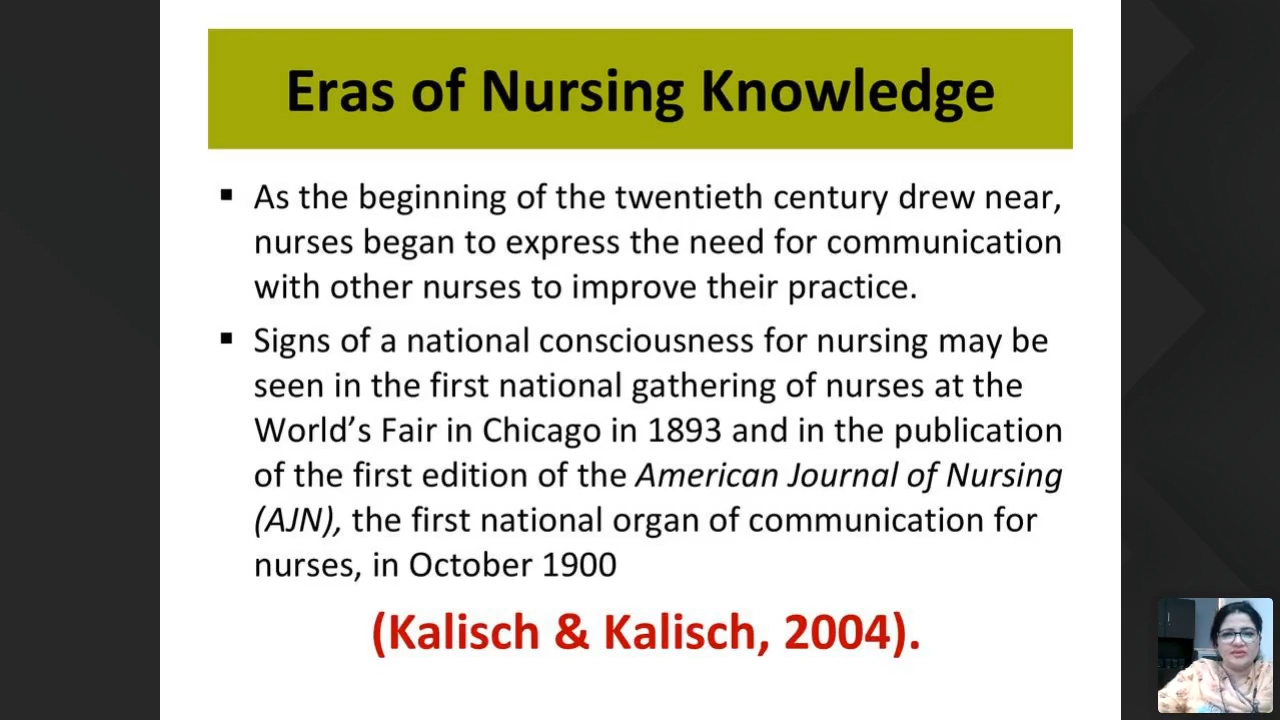 Eras of Nursing Knowledge
▪ As the beginning of the twentieth century drew near,
nurses began to express the need for communication
with other nurses to improve their practice.
▪ Signs of a national consciousness for nursing may be
seen in the first national gathering of nurses at the
World’s Fair in Chicago in 1893 and in the publication
of the first edition of the American Journal of Nursing
(AJN), the first national organ of communication for
nurses, in October 1900
(Kalisch & Kalisch, 2004).